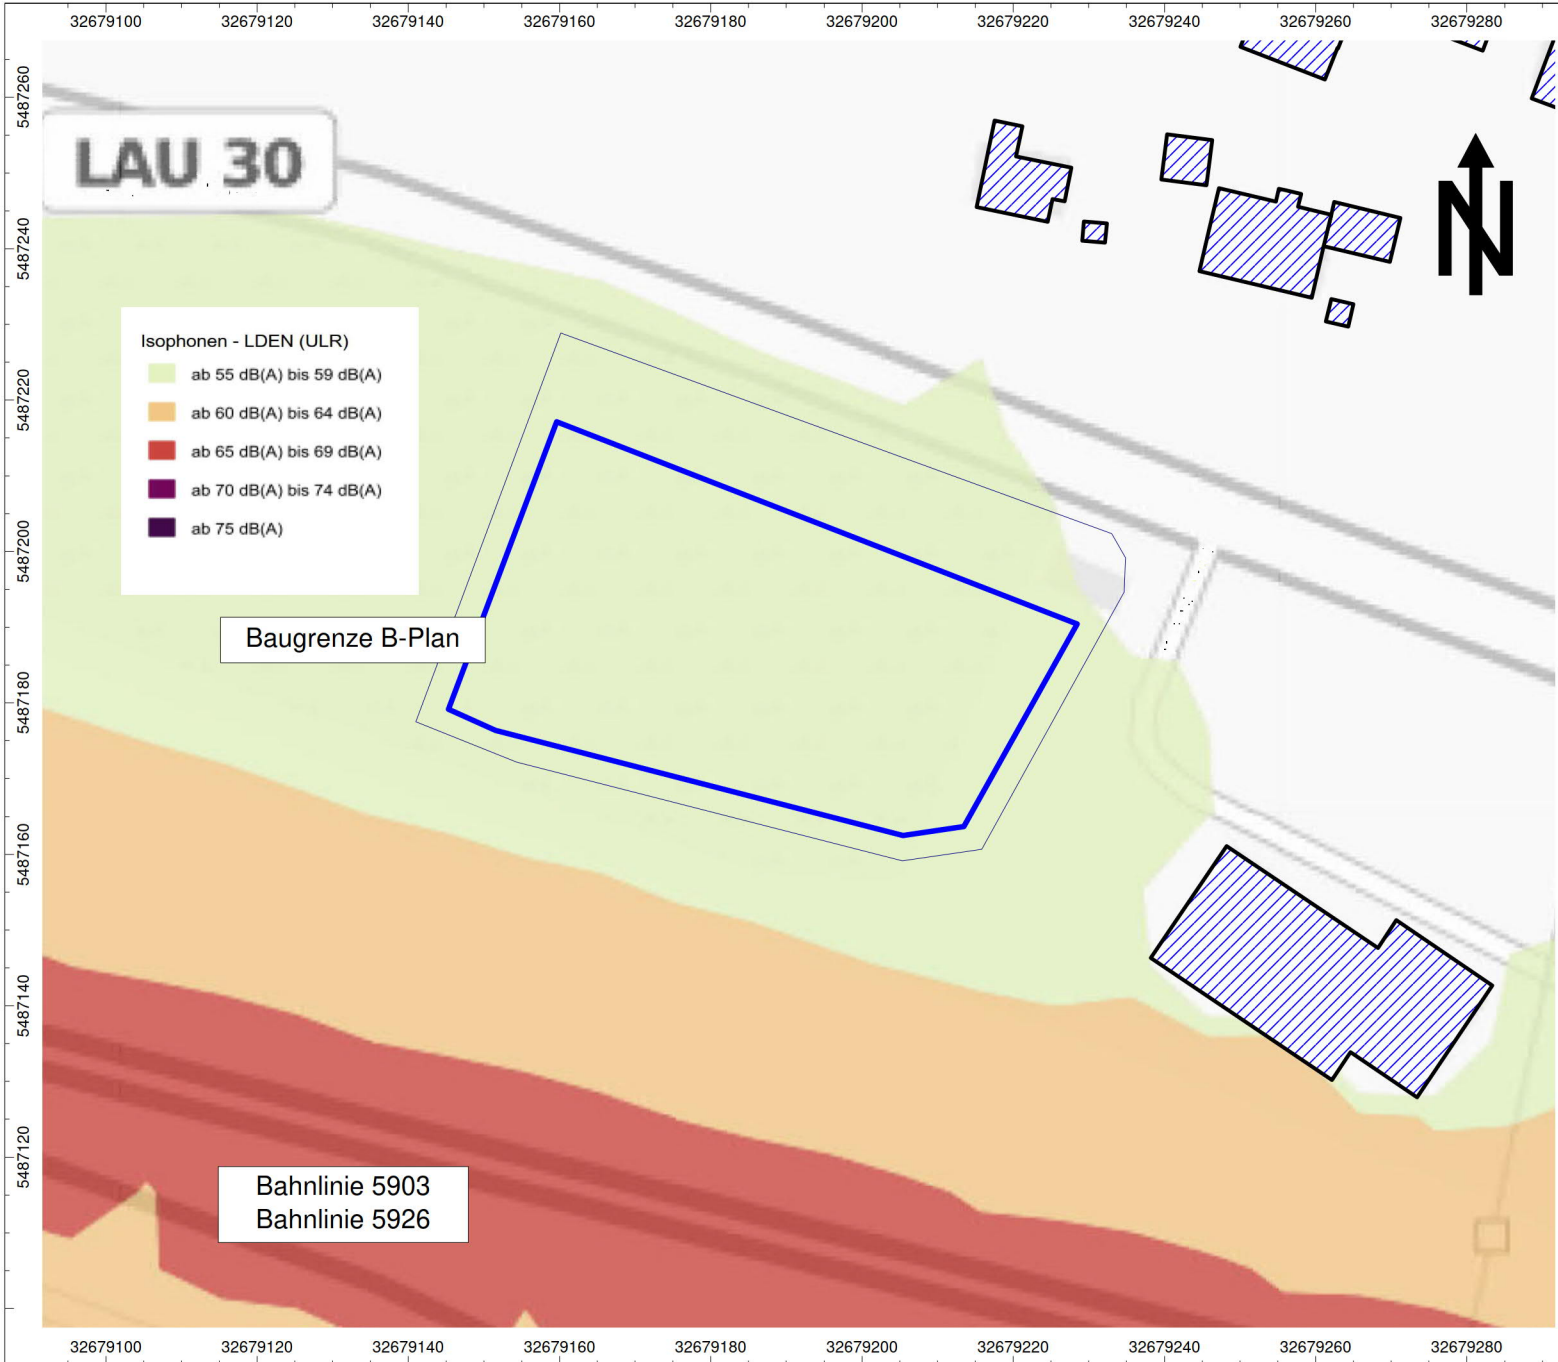 32679100 32679120 32679140 32679160 32679180 32679200 32679220 32679240 32679260 32679280
5487260
5487240
5487220
5487200
5487180
5487160
5487140
5487120
LAU 30
N
Isophonen - LDEN (ULR)
ab 55 dB(A) bis 59 dB(A)
ab 60 dB(A) bis 64 dB(A)
ab 65 dB(A) bis 69 dB(A)
ab 70 dB(A) bis 74 dB(A)
ab 75 dB(A)
Baugrenze B-Plan
Bahnlinie 5903
Bahnlinie 5926
32679100 32679120 32679140 32679160 32679180 32679200 32679220 32679240 32679260 32679280